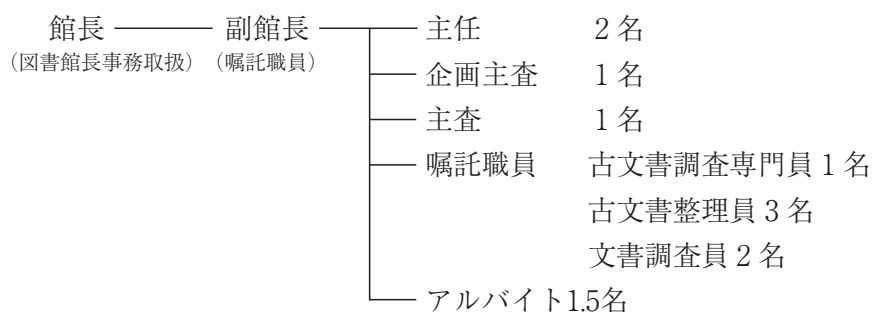 館長 副館長 主任 2名
(図書館長事務取扱) (嘱託職員)
企画主査 1名
主査 1名
嘱託職員 古文書調査専門員1名
古文書整理員3名
文書調査員2名
アルバイト1.5名